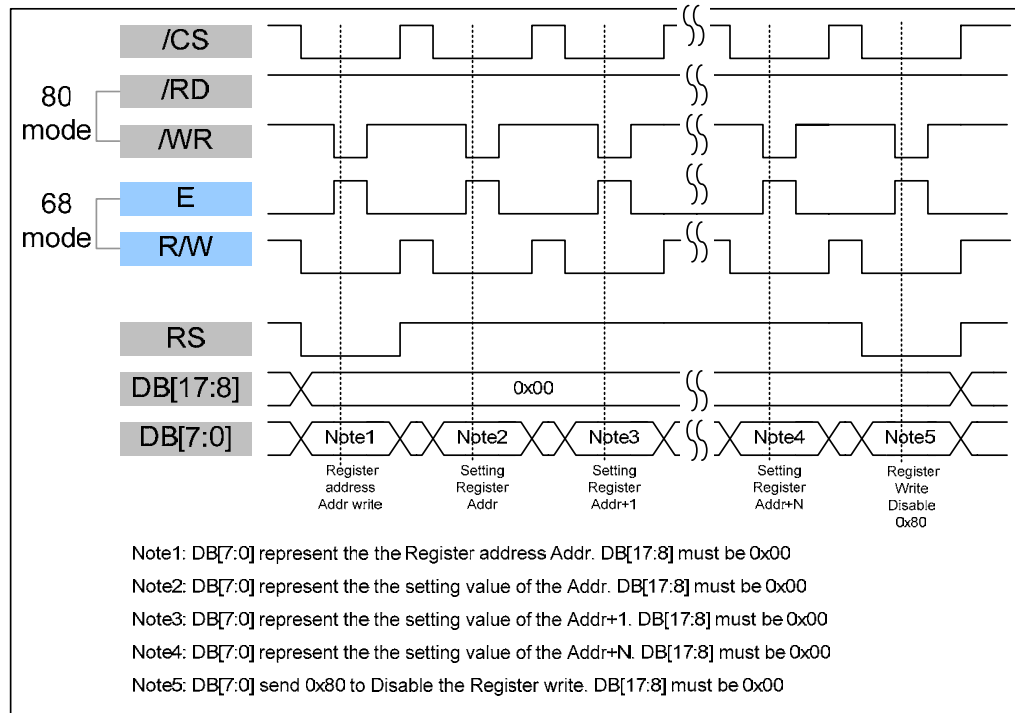 /CS
80 mode
/RD
/WR
68 mode
E
R/W
RS
DB[17:8]
0x00
DB[7:0]
Note1
Note2
Note3
Note4
Note5
Register
address
Addr write
Setting
Register
Addr
Setting
Register
Addr+1
Setting
Register
Addr+N
Register
Write
Disable
0x80
Note1: DB[7:0] represent the the Register address Addr. DB[17:8] must be 0x00
Note2: DB[7:0] represent the the setting value of the Addr. DB[17:8] must be 0x00
Note3: DB[7:0] represent the the setting value of the Addr+1. DB[17:8] must be 0x00
Note4: DB[7:0] represent the the setting value of the Addr+N. DB[17:8] must be 0x00
Note5: DB[7:0] send 0x80 to Disable the Register write. DB[17:8] must be 0x00